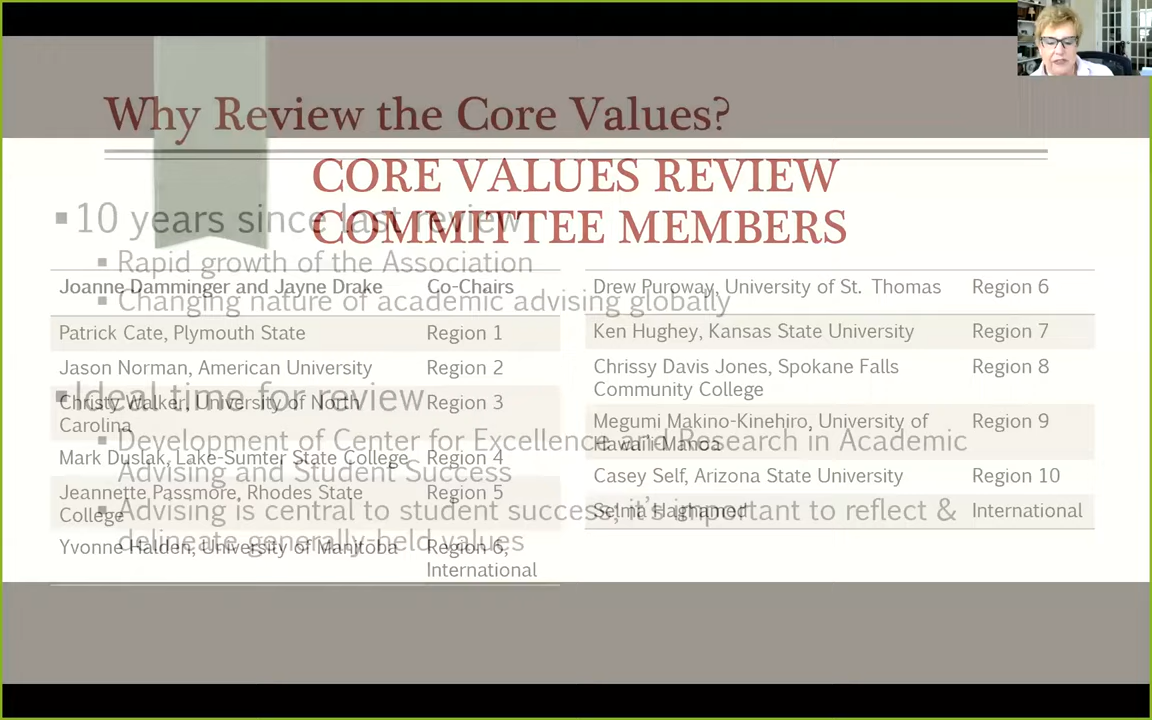 Why Review the Core Values?
CORE VALUES REVIEW
COMMITTEE MEMBERS
▪ 10 years since last review
▪ Rapid growth of the Association
▪ Changing nature of academic advising globally
▪ Ideal time for review
▪ Development of Center for Excellence and Research in Academic
Advising and Student Success
▪ Advising is central to student success, it's important to reflect &
delineate generally-held values
Joanne Damminger and Jayne Drake Co-Chairs
Patrick Cate, Plymouth State Region 1
Jason Norman, American University Region 2
Christy Walker, University of North Region 3
Carolina
Mark Duslak, Lake-Sumter State College Region 4
Jeannette Passmore, Rhodes State Region 5
College
Yvonne Halden, University of Manitoba Region 6,
International
Drew Puroway, University of St. Thomas Region 6
Ken Hughey, Kansas State University Region 7
Chrissy Davis Jones, Spokane Falls Region 8
Community College
Megumi Makino-Kinehiro, University of Region 9
Hawai'i-Manoa
Casey Self, Arizona State University Region 10
Selma Haghamed International